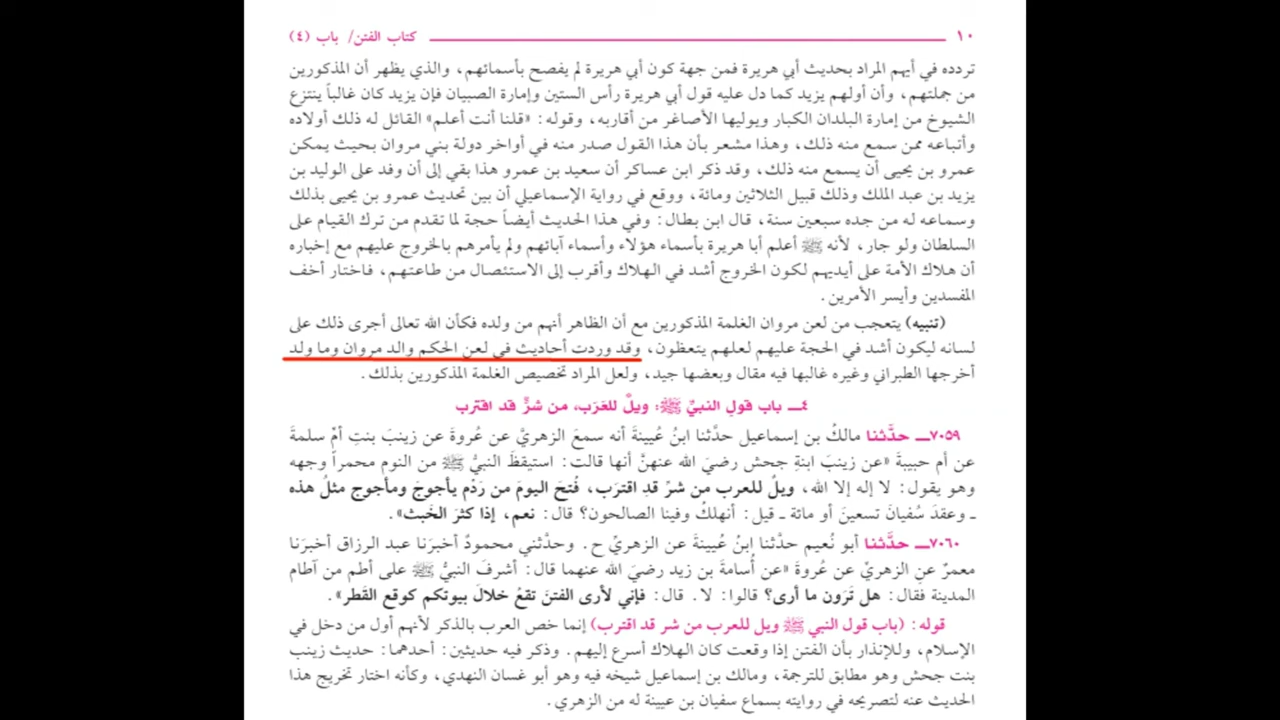 ١٠ كتاب الفتن/ باب (٤)
تردده في أيهم المراد بحديث أبي هريرة فمن جهة كون أبي هريرة لم يفصح بأسمائهم، والذي يظهر أن المذكورين
من جملتهم، وأن أولهم يزيد كما دل عليه قول أبي هريرة رأس الستين وإمارة الصبيان فإن يزيد كان غالباً ينتزع
الشيوخ من إمارة البلدان الكبار ويوليها الأصاغر من أقاربه، وقوله: «قلنا أنت أعلم» القائل له ذلك أولاده
وأتباعه ممن سمع منه ذلك، وهذا مشعر بأن هذا القول صدر منه في أواخر دولة بني مروان بحيث يمكن
عمرو بن يحيى أن يسمع منه ذلك، وقد ذكر ابن عساكر أن سعيد بن عمرو هذا بقي إلى أن وفد على الوليد بن
يزيد بن عبد الملك وذلك قبيل الثلاثين ومائة، ووقع في رواية الإسماعيلي أن بين تحديث عمرو بن يحيى بذلك
وسماعه له من جده سبعين سنة، قال ابن بطال: وفي هذا الحديث أيضاً حجة لما تقدم من ترك القيام على
السلطان ولو جار، لأنه ﷺ أعلم أبا هريرة بأسماء هؤلاء وأسماء آبائهم ولم يأمرهم بالخروج عليهم مع إخباره
أن هلاك الأمة على أيديهم لكون الخروج أشد في الهلاك وأقرب إلى الاستئصال من طاعتهم، فاختار أخف
المفسدين وأيسر الأمرين.
(تنبيه) يتعجب من لعن مروان الغلمة المذكورين مع أن الظاهر أنهم من ولده فكأن الله تعالى أجرى ذلك على
لسانه ليكون أشد في الحجة عليهم لعلهم يتعظون، وقد وردت أحاديث في لعن الحكم والد مروان وما ولد
أخرجها الطبراني وغيره غالبها فيه مقال وبعضها جيد، ولعل المراد تخصيص الغلمة المذكورين بذلك.
٤ـ باب قولِ النبيِّ ﷺ: ويلٌ للعَرَب، من شرٍّ قد اقترب
٧٠٥٩ـ حدَّثنا مالكُ بن إسماعيل حدَّثنا ابنُ عُيينةَ أنه سمعَ الزهريَّ عن عُروةَ عن زينبَ بنتِ أمِّ سلمةَ
عن أم حبيبةَ «عن زينبَ ابنةِ جحش رضيَ الله عنهنَّ أنها قالت: استيقظَ النبيُّ ﷺ من النوم محمراً وجهه
وهو يقول: لا إله إلا الله، ويلٌ للعرب من شرٍّ قدِ اقترَب، فُتحَ اليومَ من رَدْم يأجوجَ ومأجوج مثلُ هذه
ـ وعقدَ سُفيانَ تسعينَ أو مائة ـ قيل: أنهلكُ وفينا الصالحون؟ قال: نعم، إذا كثرَ الخَبث».
٧٠٦٠ـ حدَّثنا أبو نُعيم حدَّثنا ابنُ عُيينةَ عن الزهريِّ ح. وحدَّثني محمودٌ أخبرَنا عبد الرزاق أخبرَنا
معمرٌ عنِ الزهريِّ عن عُروةَ «عن أُسامةَ بن زيد رضيَ الله عنهما قال: أشرفَ النبيُّ ﷺ على أطم من آطام
المدينة فقال: هل تَرَون ما أرى؟ قالوا: لا. قال: فإني لأرى الفتنَ تقعُ خلالَ بيوتكم كوقع القَطر».
قوله: (باب قول النبي ﷺ ويل للعرب من شر قد اقترب) إنما خص العرب بالذكر لأنهم أول من دخل في
الإسلام، وللإنذار بأن الفتن إذا وقعت كان الهلاك أسرع إليهم. وذكر فيه حديثين: أحدهما: حديث زينب
بنت جحش وهو مطابق للترجمة، ومالك بن إسماعيل شيخه فيه وهو أبو غسان النهدي، وكأنه اختار تخريج هذا
الحديث عنه لتصريحه في روايته بسماع سفيان بن عيينة له من الزهري.